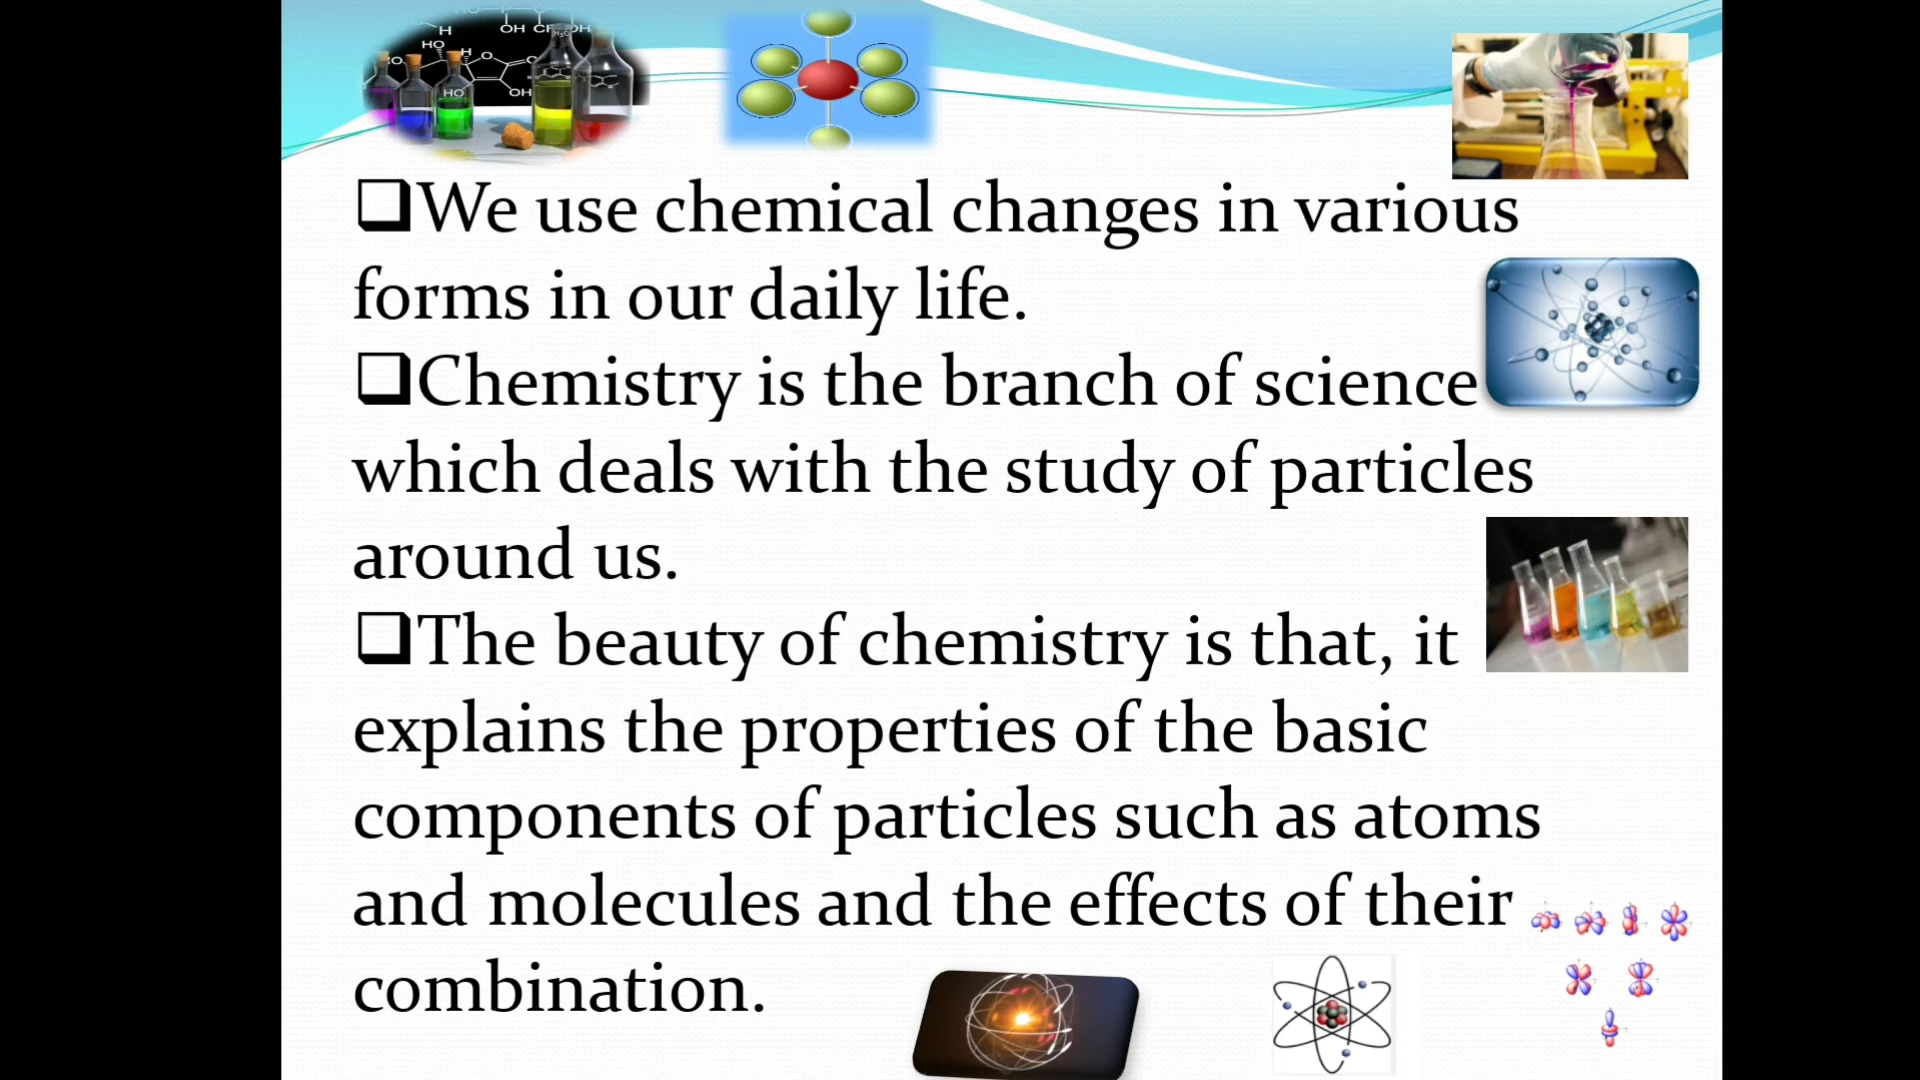 ❑We use chemical changes in various
forms in our daily life.
❑Chemistry is the branch of science
which deals with the study of particles
around us.
❑The beauty of chemistry is that, it
explains the properties of the basic
components of particles such as atoms
and molecules and the effects of their
combination.